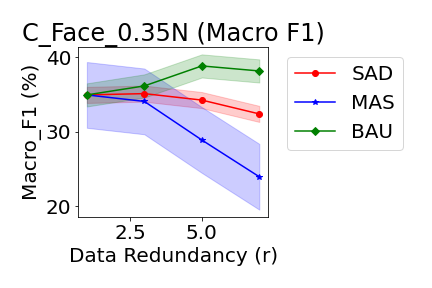 C_Face_0.35N (Macro F1)
Macro_F1 (%)
40
30
20
2.5 5.0
Data Redundancy (r)
SAD
MAS
BAU